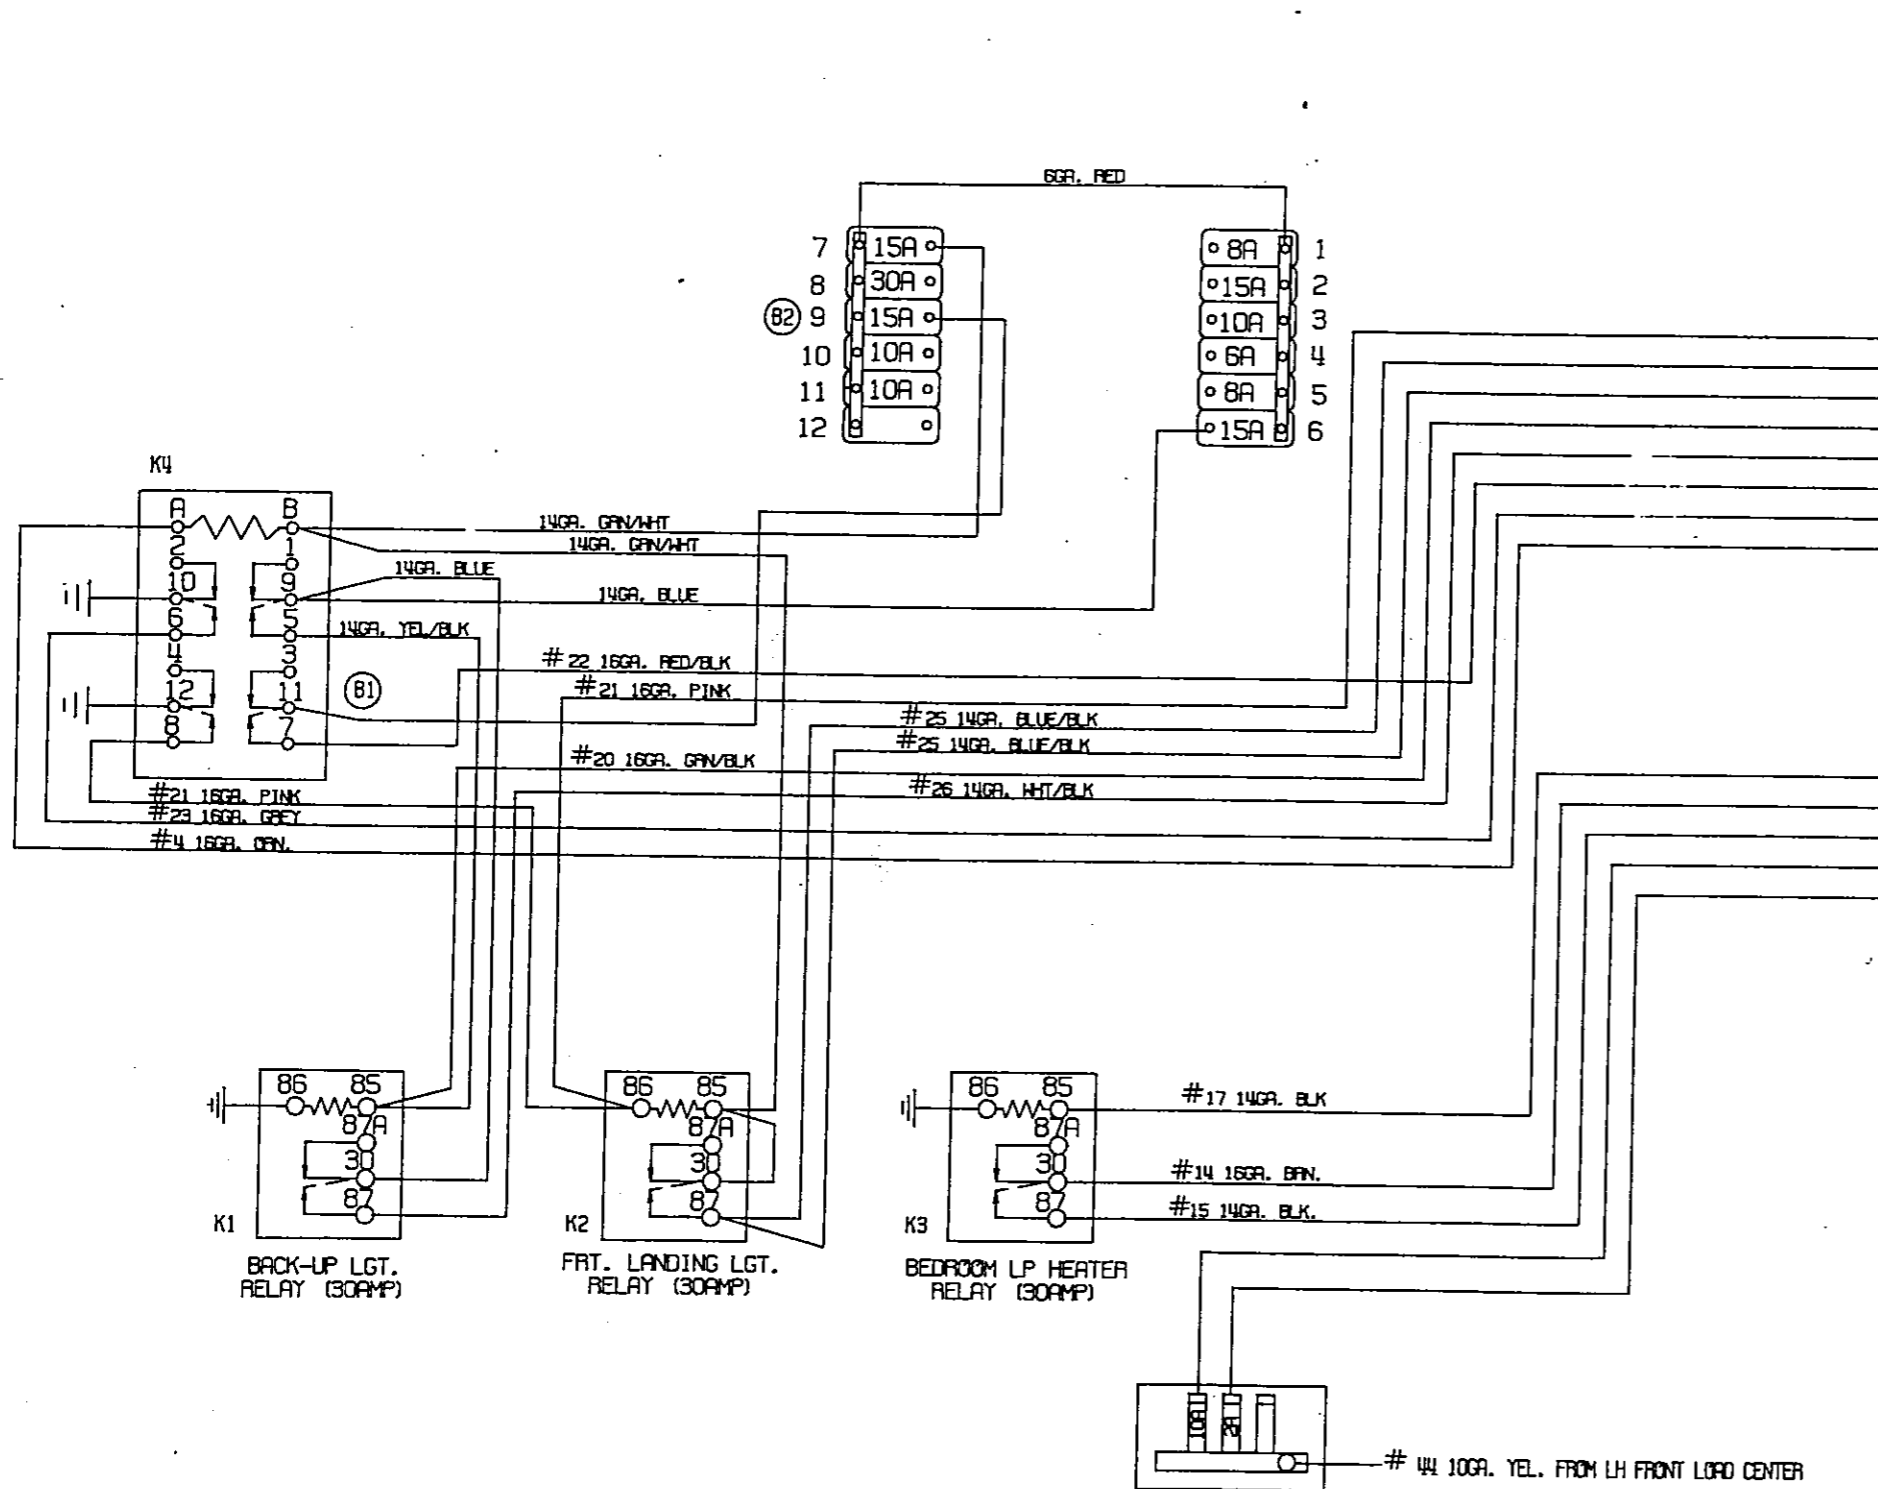 6GA. RED
7 15A
8 30A
B2 9 15A
10 10A
11 10A
12
8A 1
15A 2
10A 3
6A 4
8A 5
15A 6
K4
A B
2 1
10 9
6 5
4 3
12 11
8 7
B1
14GA. GRN/WHT
14GA. GRN/WHT
14GA. BLUE
14GA. BLUE
14GA. YEL/BLK
#22 16GA. RED/BLK
#21 16GA. PINK
#25 14GA. BLUE/BLK
#25 14GA. BLUE/BLK
#20 16GA. GRN/BLK
#26 14GA. WHT/BLK
#21 16GA. PINK
#23 16GA. GREY
#4 16GA. ORN.
86 85
87A
30
87
K1
BACK-UP LGT.
RELAY (30AMP)
86 85
87A
30
87
K2
FRT. LANDING LGT.
RELAY (30AMP)
86 85
87A
30
87
K3
BEDROOM LP HEATER
RELAY (30AMP)
#17 14GA. BLK
#14 16GA. BRN.
#15 14GA. BLK.
10A
2A
# 44 10GA. YEL. FROM LH FRONT LOAD CENTER